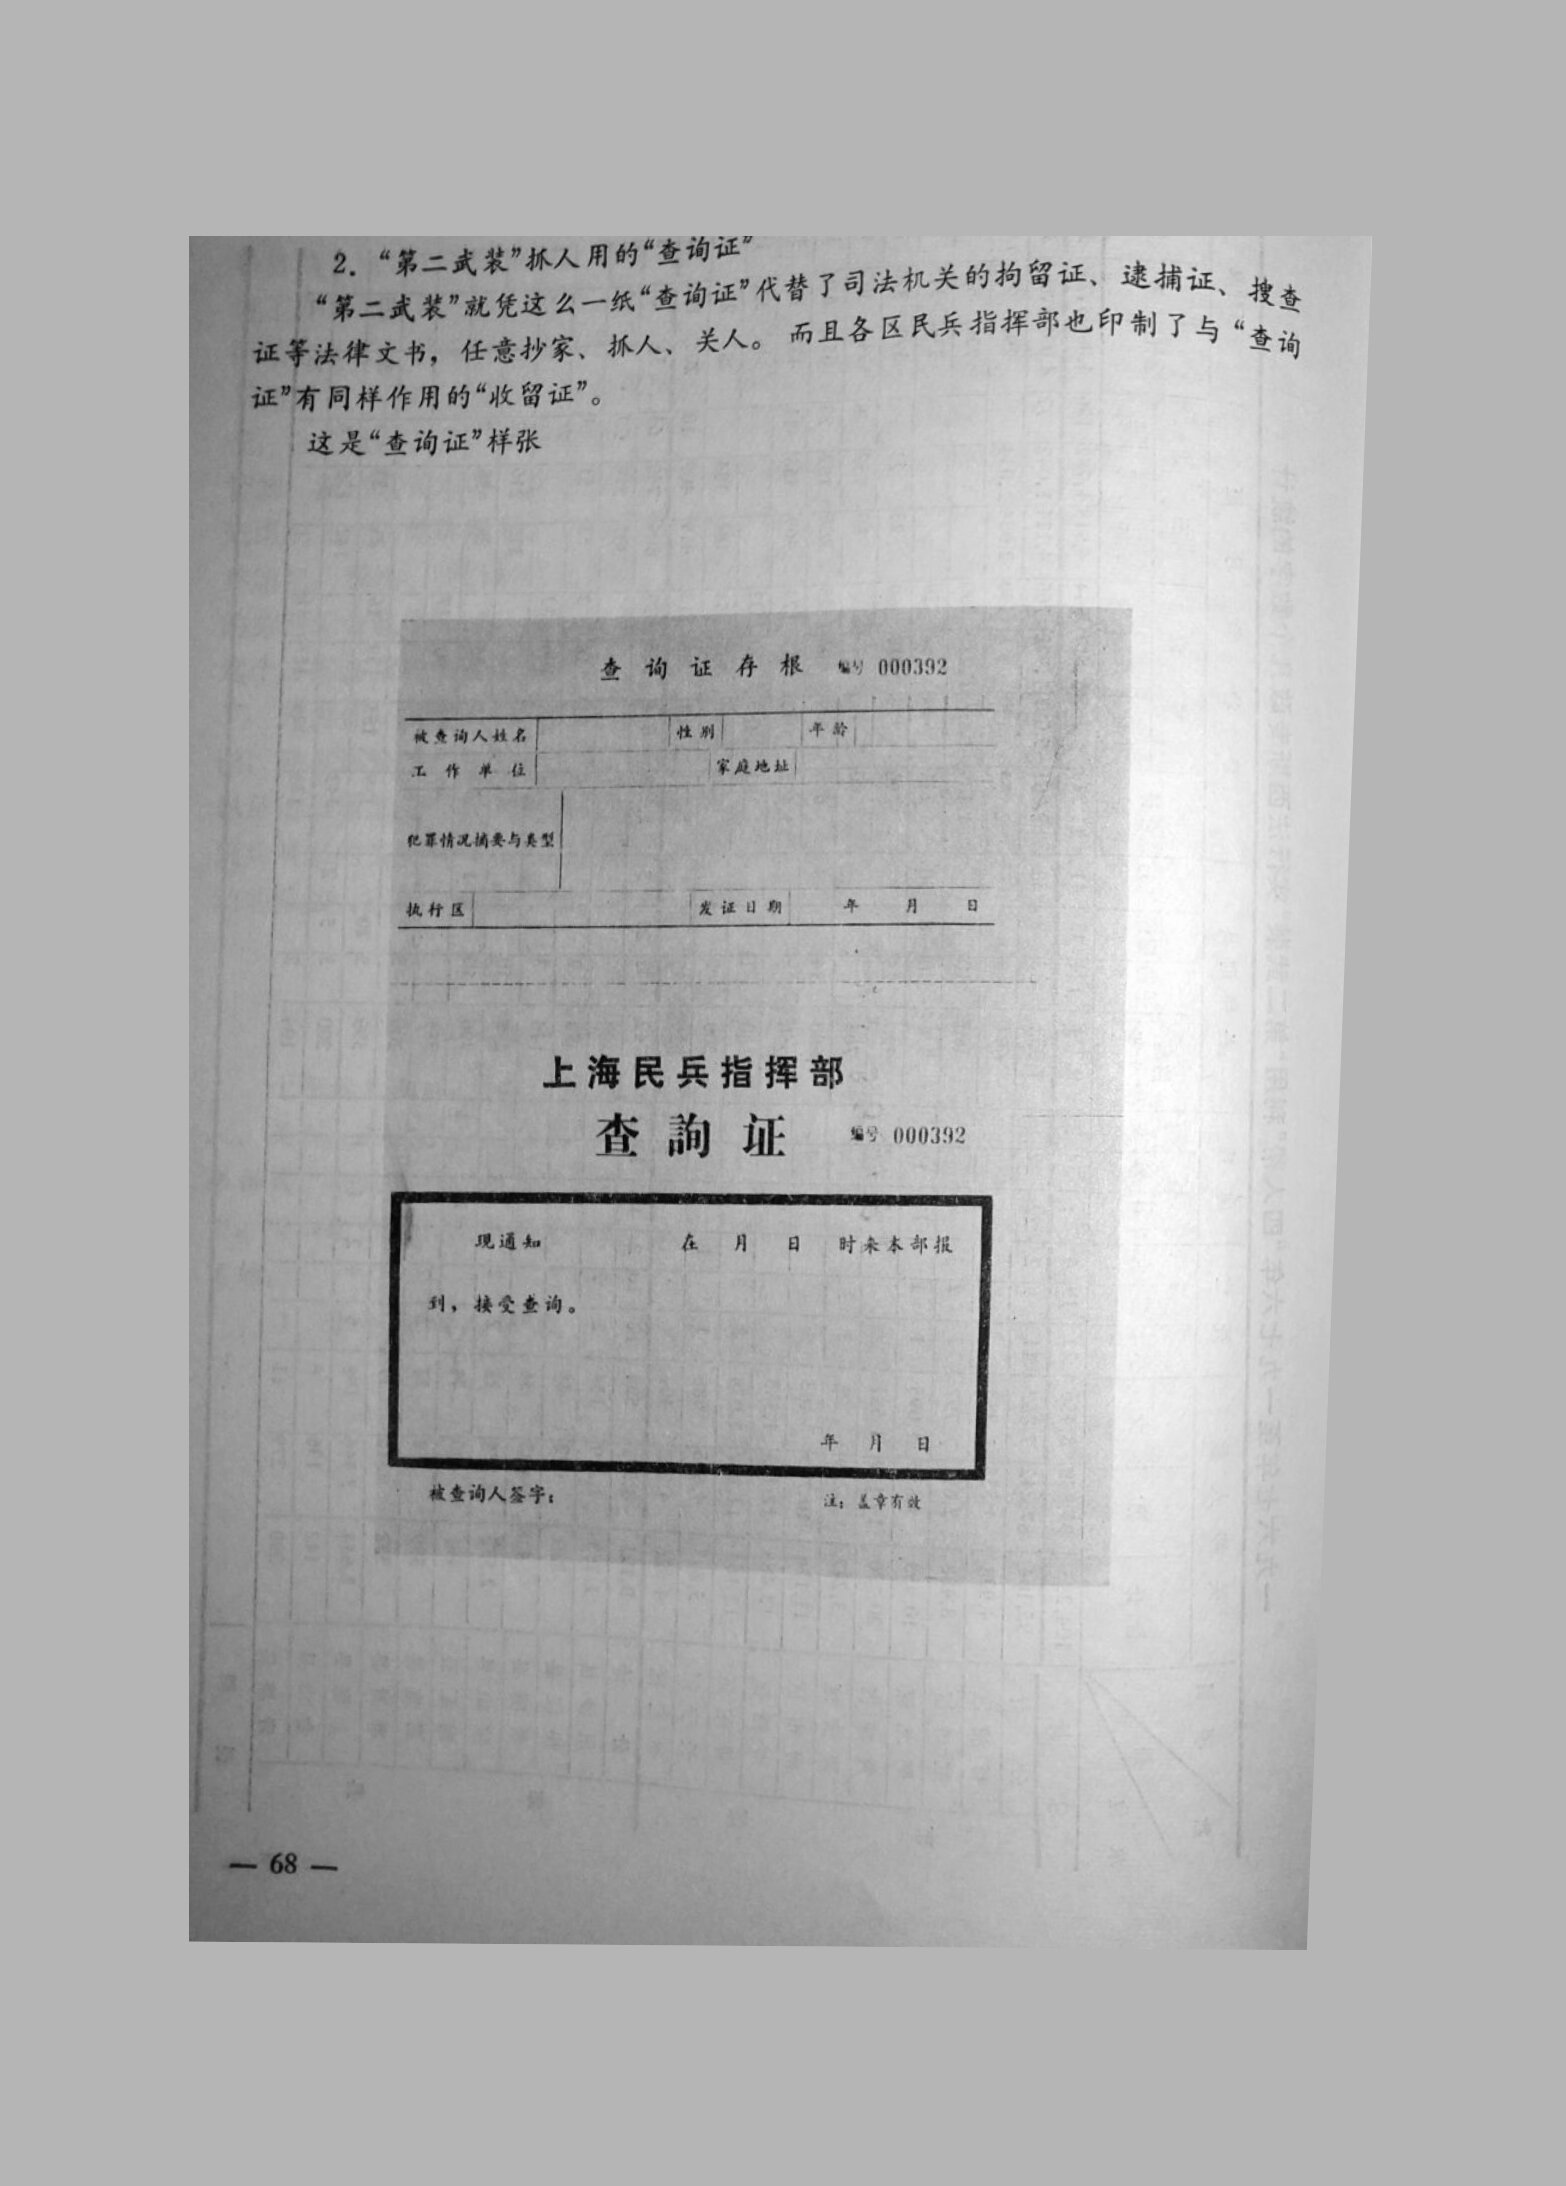 2. “第二武装”抓人用的“查询证”
“第二武装”就凭这么一纸“查询证”代替了司法机关的拘留证、逮捕证、搜查
证等法律文书，任意抄家、抓人、关人。而且各区民兵指挥部也印制了与“查询
证”有同样作用的“收留证”。
这是“查询证”样张
查询证存根 编号 000392
被查询人姓名 性别 年龄
工作单位 家庭地址
犯罪情况摘要与类型
执行区 发证日期 年 月 日
上海民兵指挥部
查詢证 编号 000392
现通知 在 月 日 时来本部报
到，接受查询。
年 月 日
被查询人签字： 注：盖章有效
— 68 —